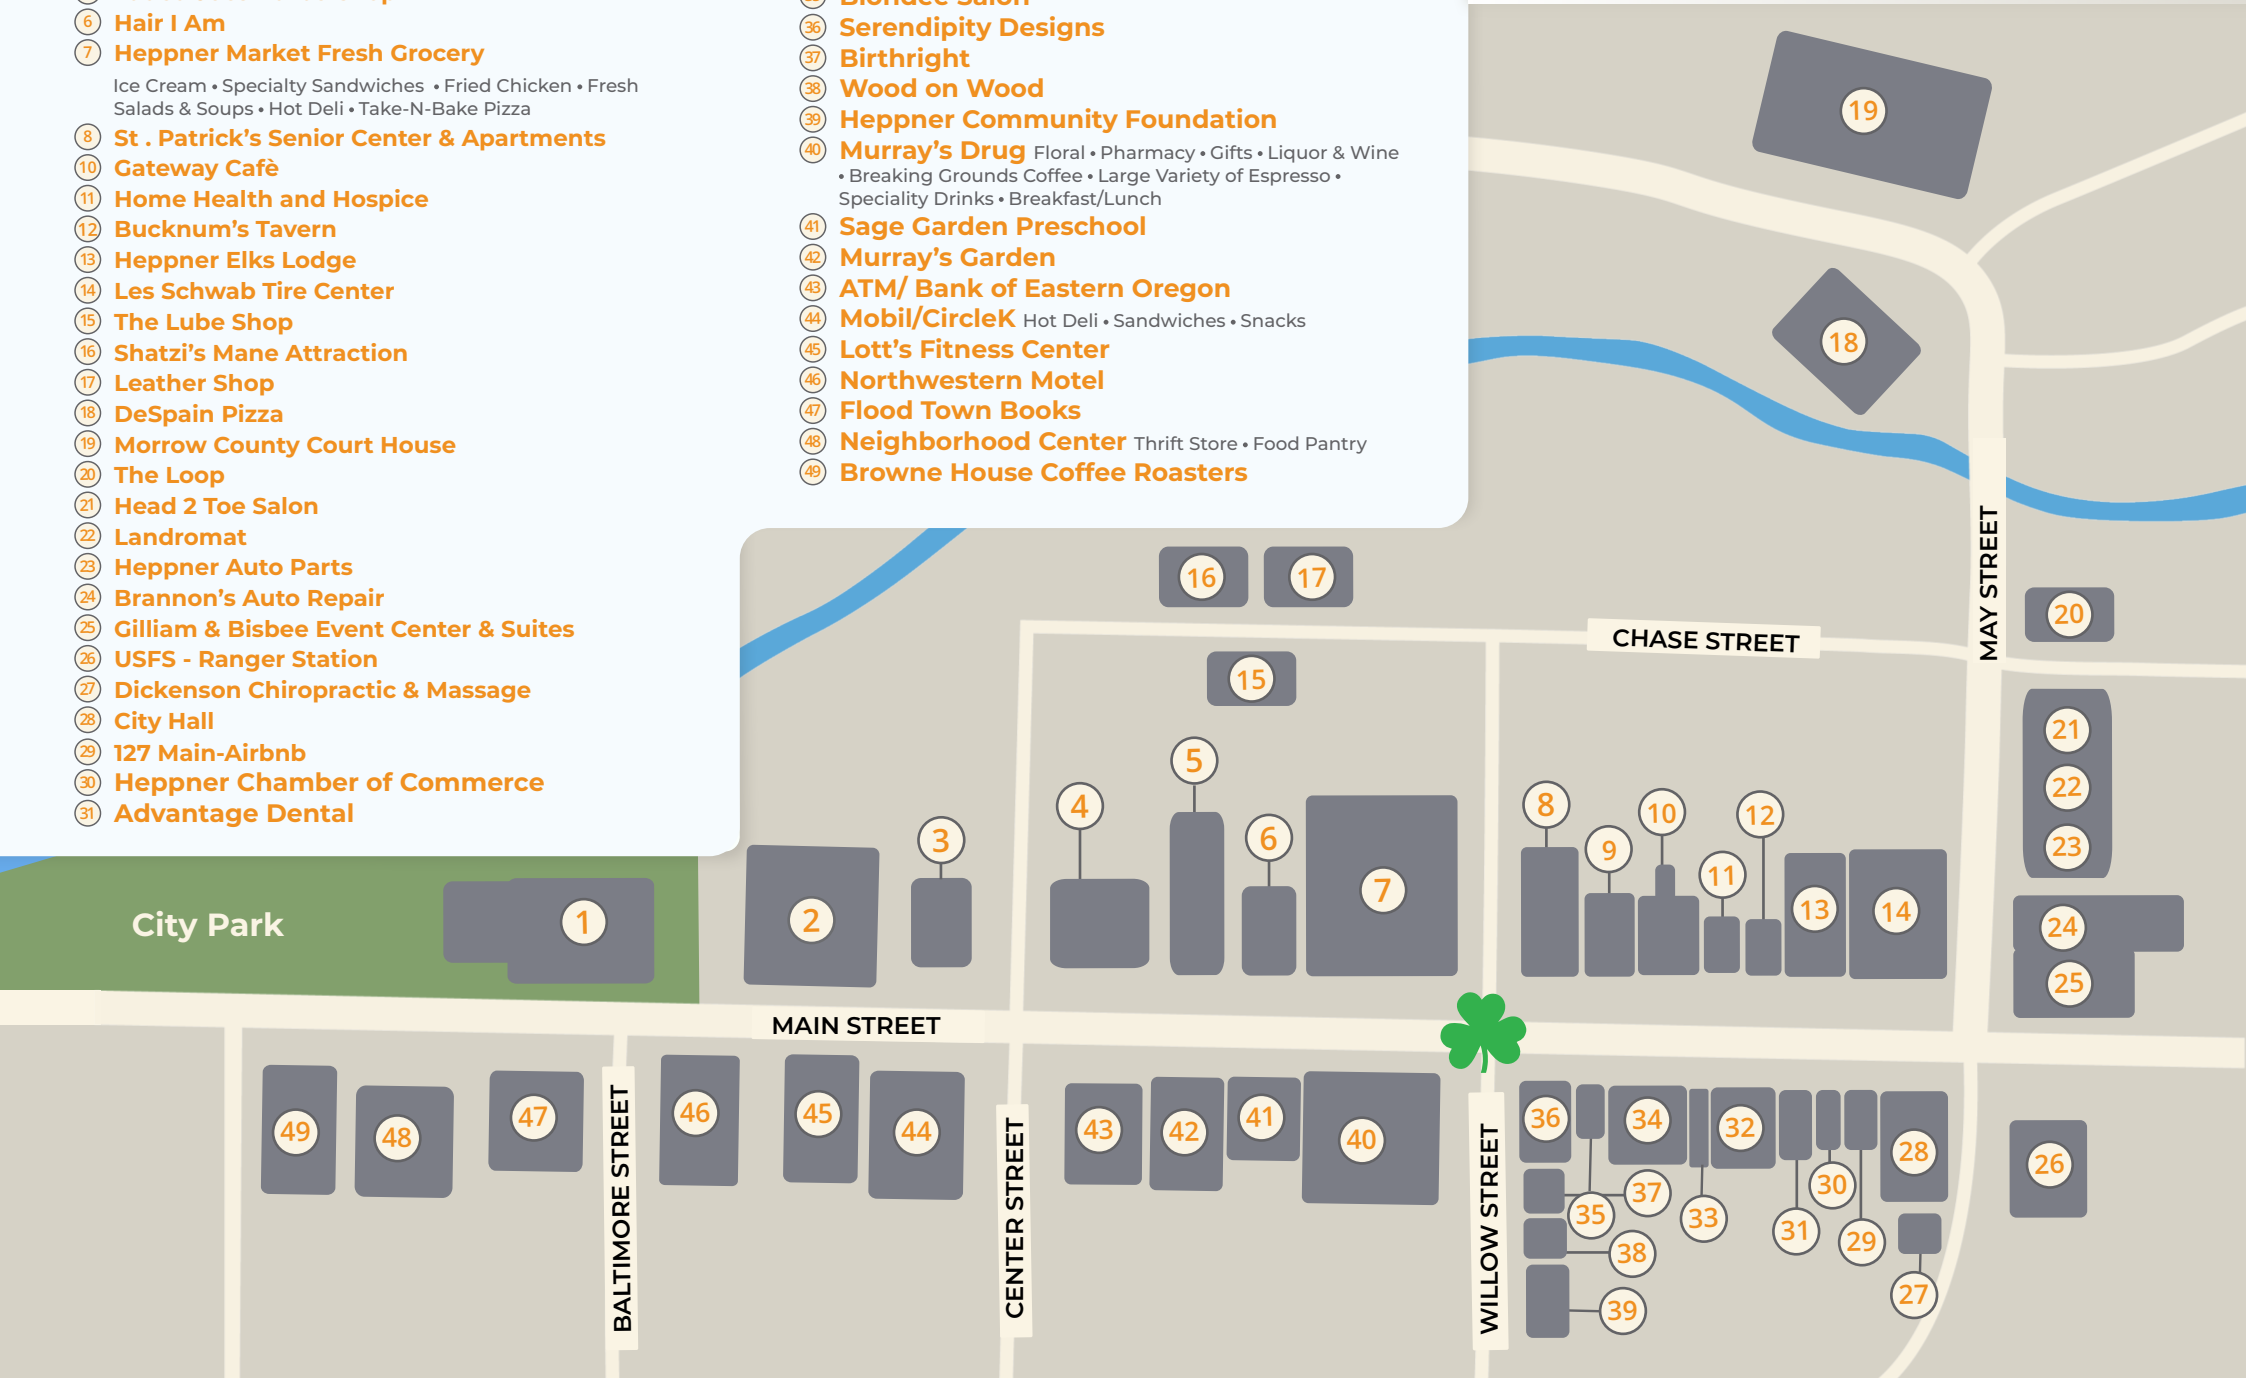 6 Hair I Am
7 Heppner Market Fresh Grocery
Ice Cream • Specialty Sandwiches • Fried Chicken • Fresh
Salads & Soups • Hot Deli • Take-N-Bake Pizza
8 St . Patrick’s Senior Center & Apartments
10 Gateway Cafè
11 Home Health and Hospice
12 Bucknum’s Tavern
13 Heppner Elks Lodge
14 Les Schwab Tire Center
15 The Lube Shop
16 Shatzi’s Mane Attraction
17 Leather Shop
18 DeSpain Pizza
19 Morrow County Court House
20 The Loop
21 Head 2 Toe Salon
22 Landromat
23 Heppner Auto Parts
24 Brannon’s Auto Repair
25 Gilliam & Bisbee Event Center & Suites
26 USFS - Ranger Station
27 Dickenson Chiropractic & Massage
28 City Hall
29 127 Main-Airbnb
30 Heppner Chamber of Commerce
31 Advantage Dental
Blondee Salon
36 Serendipity Designs
37 Birthright
38 Wood on Wood
39 Heppner Community Foundation
40 Murray’s Drug Floral • Pharmacy • Gifts • Liquor & Wine
• Breaking Grounds Coffee • Large Variety of Espresso •
Speciality Drinks • Breakfast/Lunch
41 Sage Garden Preschool
42 Murray’s Garden
43 ATM/ Bank of Eastern Oregon
44 Mobil/CircleK Hot Deli • Sandwiches • Snacks
45 Lott’s Fitness Center
46 Northwestern Motel
47 Flood Town Books
48 Neighborhood Center Thrift Store • Food Pantry
49 Browne House Coffee Roasters
19
18
MAY STREET
16
17
20
CHASE STREET
15
21
22
23
24
25
5
4
3
6
7
8
9
10
11
12
13
14
City Park
1
2
MAIN STREET
49
48
47
BALTIMORE STREET
46
45
44
CENTER STREET
43
42
41
40
WILLOW STREET
36
34
32
28
26
37
35
33
30
31
29
38
27
39